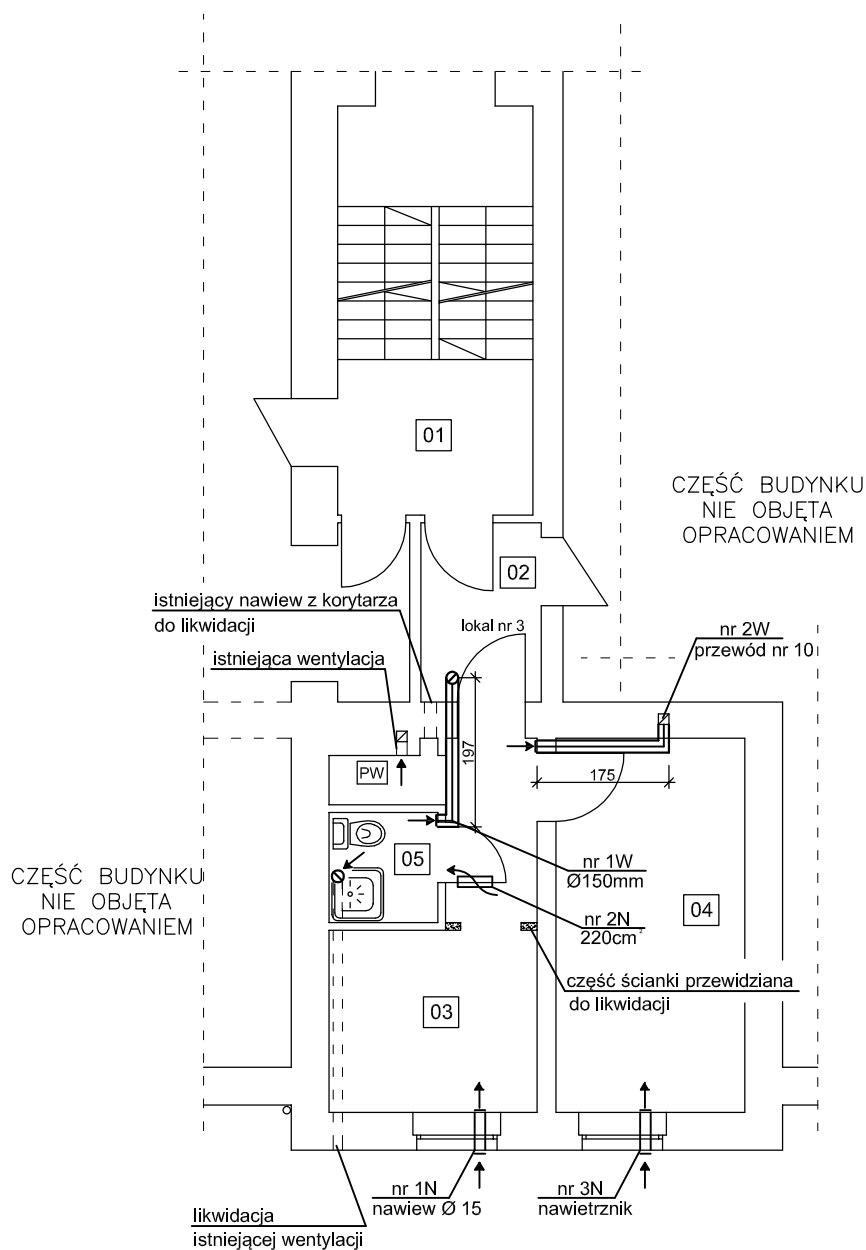 01
CZĘŚĆ BUDYNKU
NIE OBJĘTA
OPRACOWANIEM
02
istniejący nawiew z korytarza
do likwidacji
lokal nr 3
nr 2W
przewód nr 10
istniejąca wentylacja
197
175
PW
05
nr 1W
Ø150mm
CZĘŚĆ BUDYNKU
NIE OBJĘTA
OPRACOWANIEM
04
nr 2N
220cm²
część ścianki przewidziana
do likwidacji
03
nr 1N
nawiew Ø 15
nr 3N
nawietrznik
likwidacja
istniejącej wentylacji